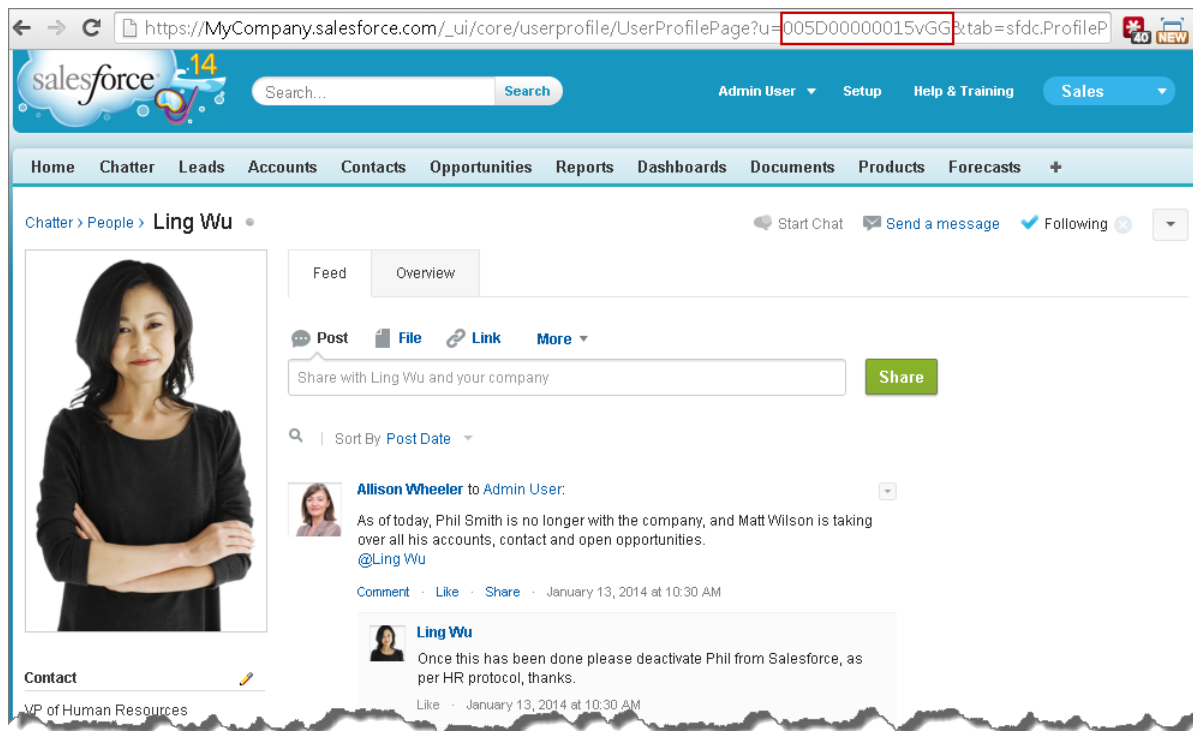 https://MyCompany.salesforce.com/_ui/core/userprofile/UserProfilePage?u=005D00000015vGG&tab=sfdc.ProfileP
40 NEW
salesforce '14
Search...
Search
Admin User
Setup
Help & Training
Sales
Home Chatter Leads Accounts Contacts Opportunities Reports Dashboards Documents Products Forecasts +
Chatter > People > Ling Wu
Start Chat Send a message Following
Feed Overview
Post File Link More
Share with Ling Wu and your company
Share
Sort By Post Date
Allison Wheeler to Admin User:
As of today, Phil Smith is no longer with the company, and Matt Wilson is taking
over all his accounts, contact and open opportunities.
@Ling Wu
Comment · Like · Share · January 13, 2014 at 10:30 AM
Ling Wu
Once this has been done please deactivate Phil from Salesforce, as
per HR protocol, thanks.
Like · January 13, 2014 at 10:30 AM
Contact
VP of Human Resources